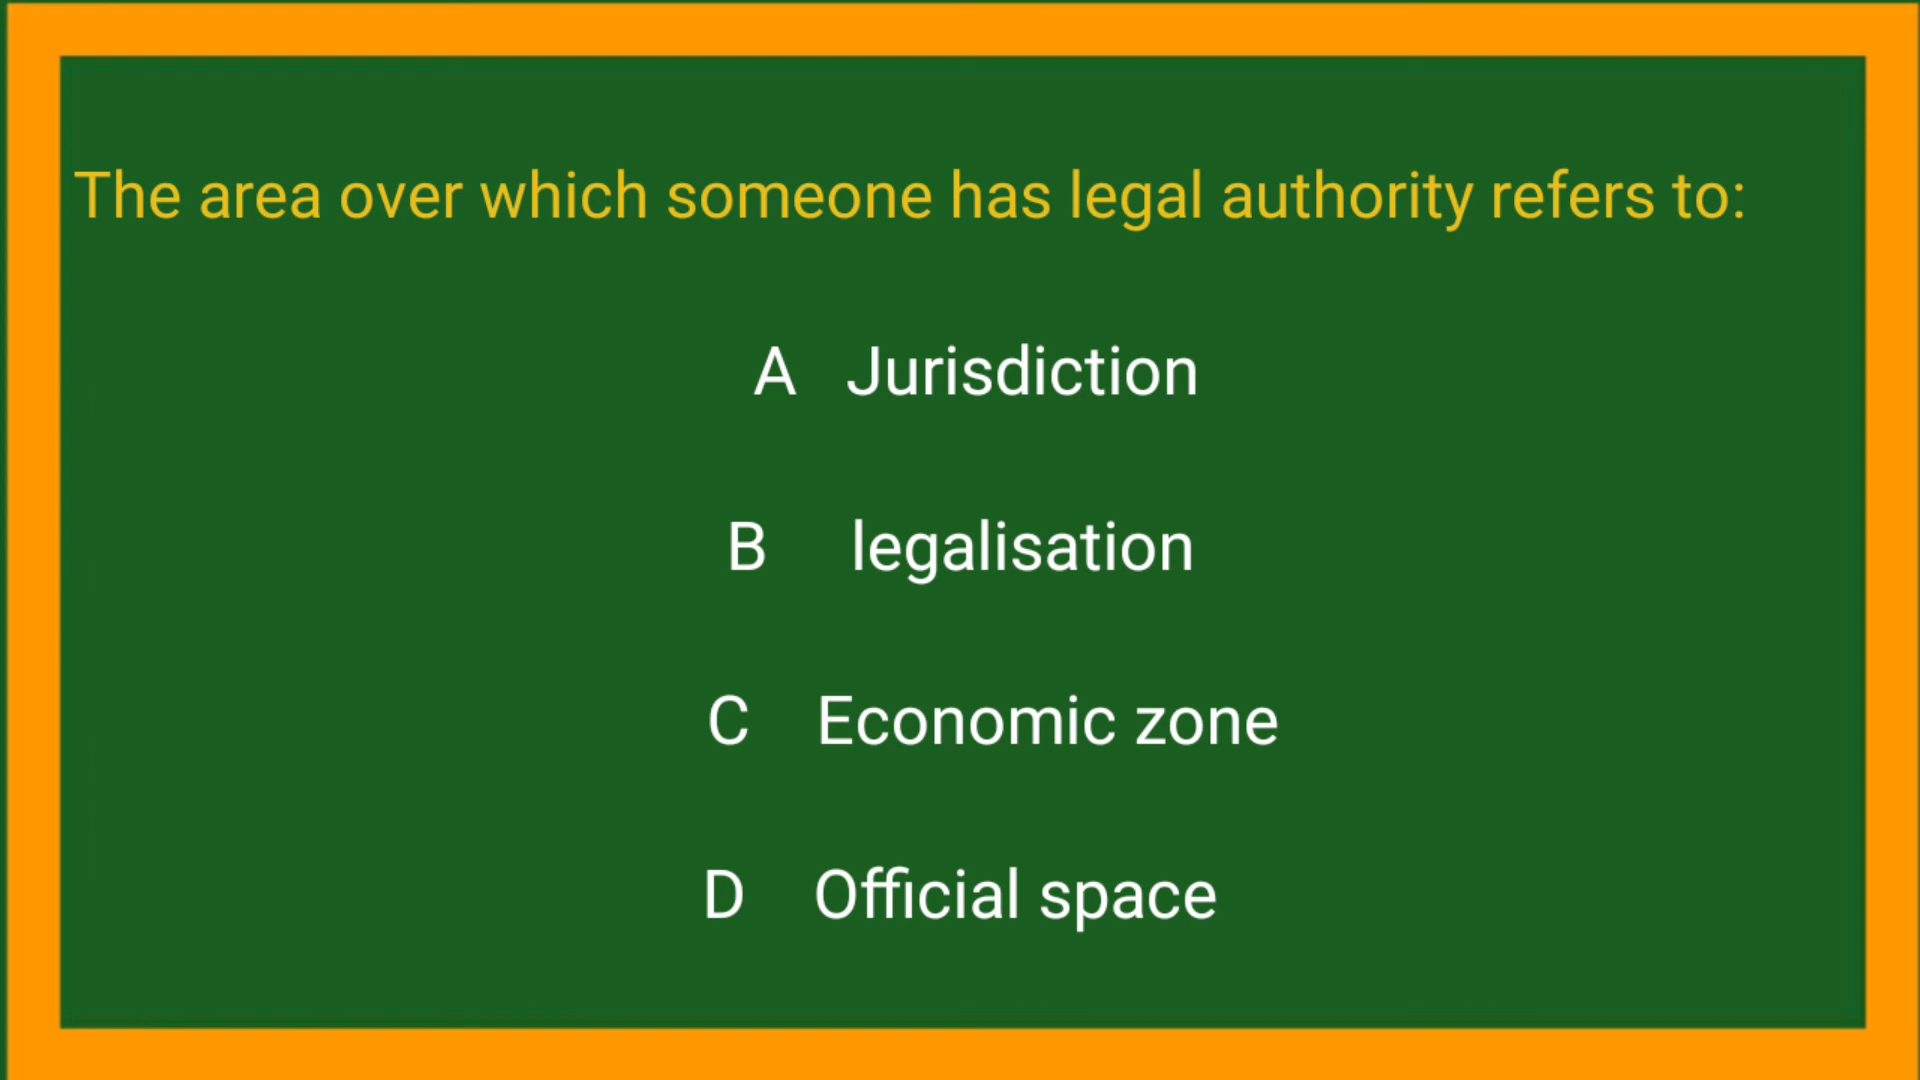 The area over which someone has legal authority refers to:
A Jurisdiction
B legalisation
C Economic zone
D Official space